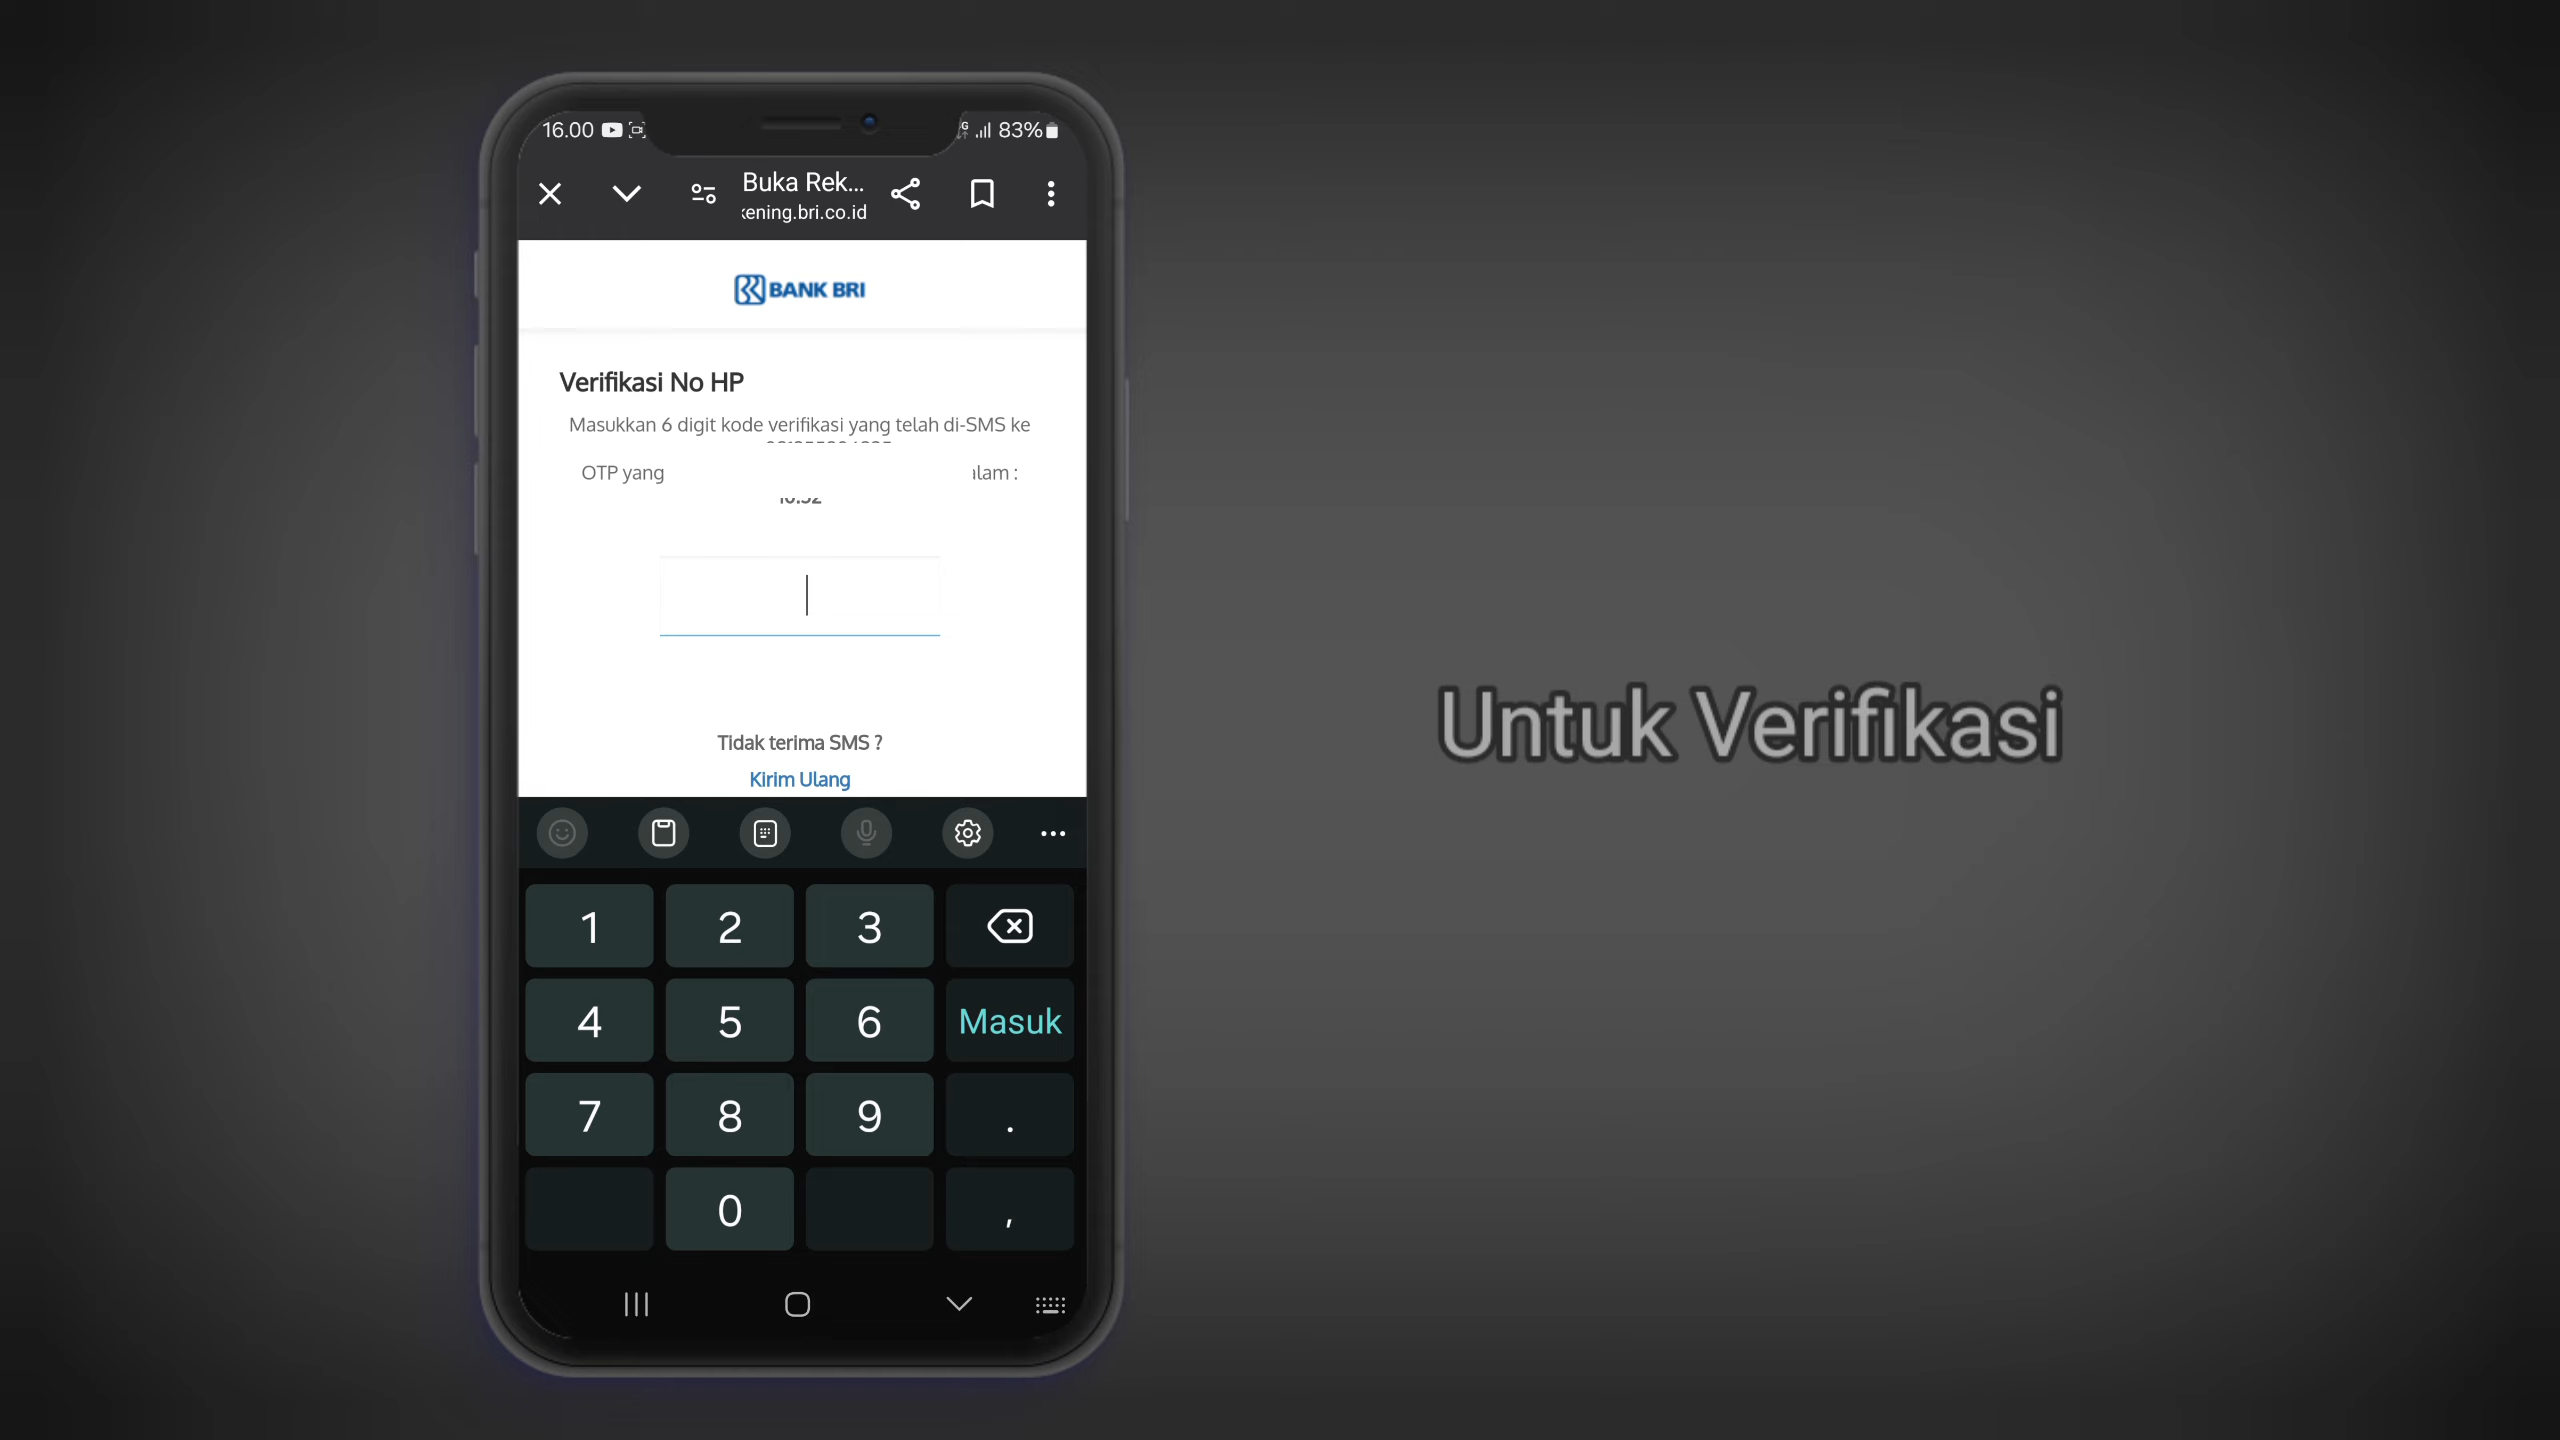 16.00
G 83%
Buka Rek...
kening.bri.co.id
BANK BRI
Verifikasi No HP
Masukkan 6 digit kode verifikasi yang telah di-SMS ke
OTP yang alam :
Tidak terima SMS ?
Kirim Ulang
1 2 3
4 5 6 Masuk
7 8 9 .
0 ,
Untuk Verifikasi